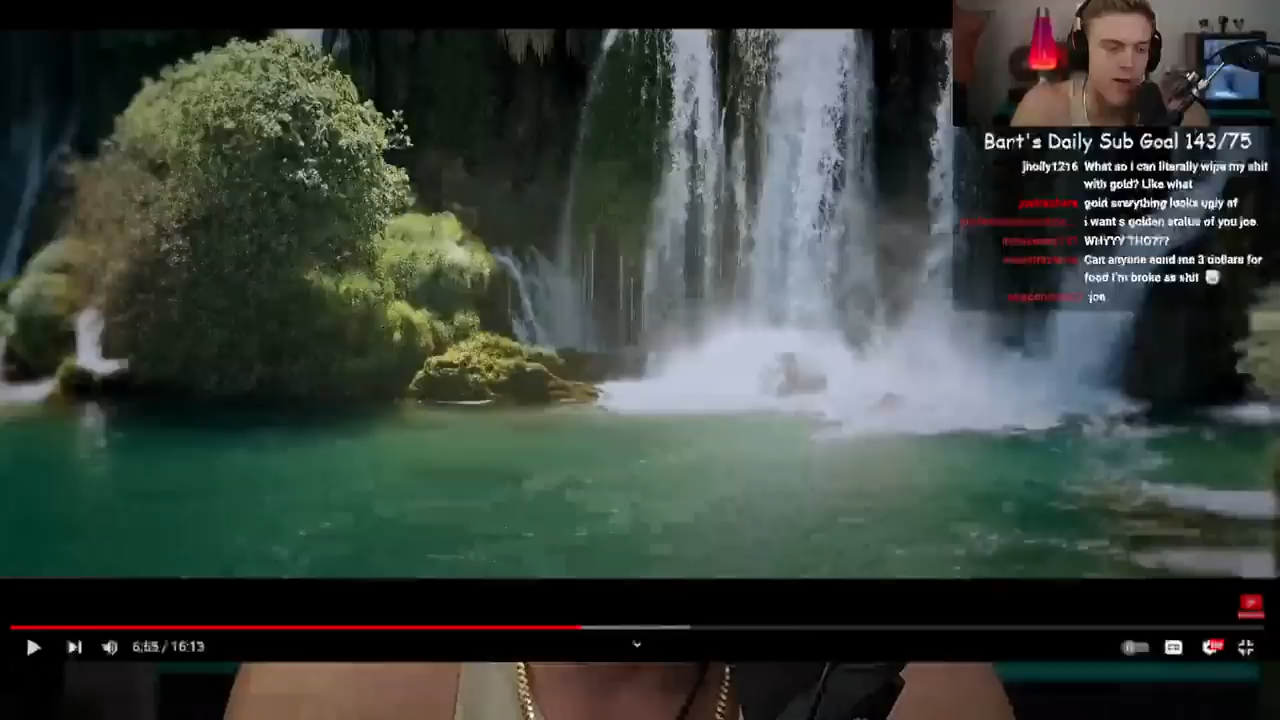 Bart's Daily Sub Goal 143/75
jholly1216 What so i can literally wipe my shit
with gold? Like what
gold everything looks ugly af
i want a golden statue of you joe
WHYYY THO???
Can anyone send me 3 dollars for
food I'm broke as shit
joe
6:55 / 16:13